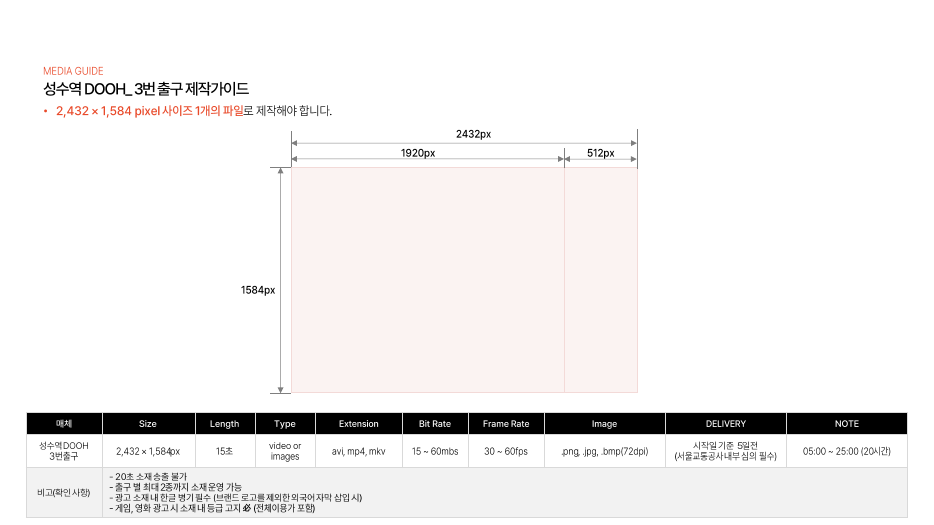 MEDIA GUIDE
성수역 DOOH_ 3번 출구 제작가이드
• 2,432 × 1,584 pixel 사이즈 1개의 파일로 제작해야 합니다.
2432px
1920px 512px
1584px
매체 Size Length Type Extension Bit Rate Frame Rate Image DELIVERY NOTE
성수역DOOH 3번출구 2,432 × 1,584px 15초 video or images avi, mp4, mkv 15 ~ 60mbs 30 ~ 60fps .png, .jpg, .bmp(72dpi) 시작일 기준 5일전 (서울교통공사 내부 심의 필수) 05:00 ~ 25:00 (20시간)
비고(확인 사항)
- 20초 소재 송출 불가
- 출구 별 최대 2종까지 소재 운영 가능
- 광고 소재 내 한글 병기 필수 (브랜드 로고를 제외한 외국어 자막 삽입 시)
- 게임, 영화 광고 시 소재 내 등급 고지 必 (전체이용가 포함)